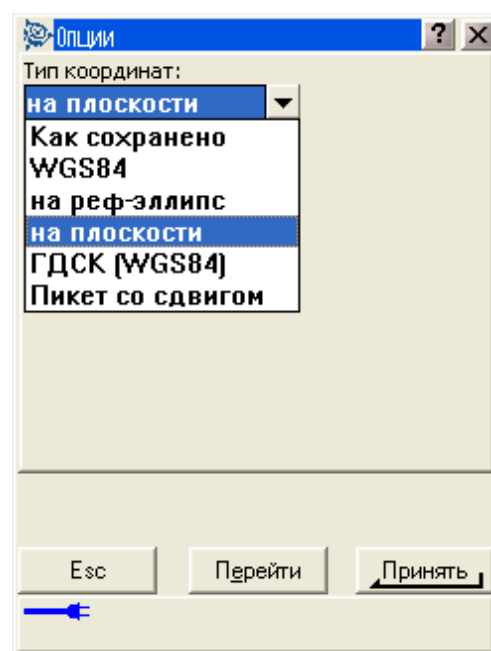 Опции ? X
Тип координат:
на плоскости
Как сохранено
WGS84
на реф-эллипс
на плоскости
ГДСК (WGS84)
Пикет со сдвигом
Esc Перейти Принять